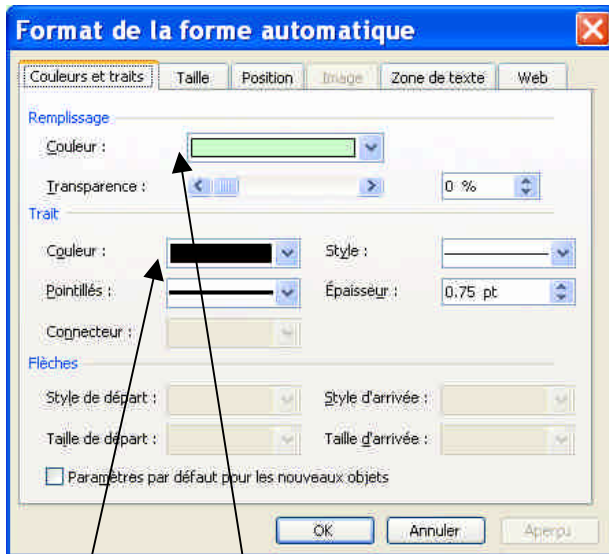 Format de la forme automatique
Couleurs et traits Taille Position Image Zone de texte Web
Remplissage
Couleur :
Transparence : 0 %
Trait
Couleur : Style :
Pointillés : Épaisseur : 0.75 pt
Connecteur :
Flèches
Style de départ : Style d'arrivée :
Taille de départ : Taille d'arrivée :
Paramètres par défaut pour les nouveaux objets
OK Annuler Aperçu